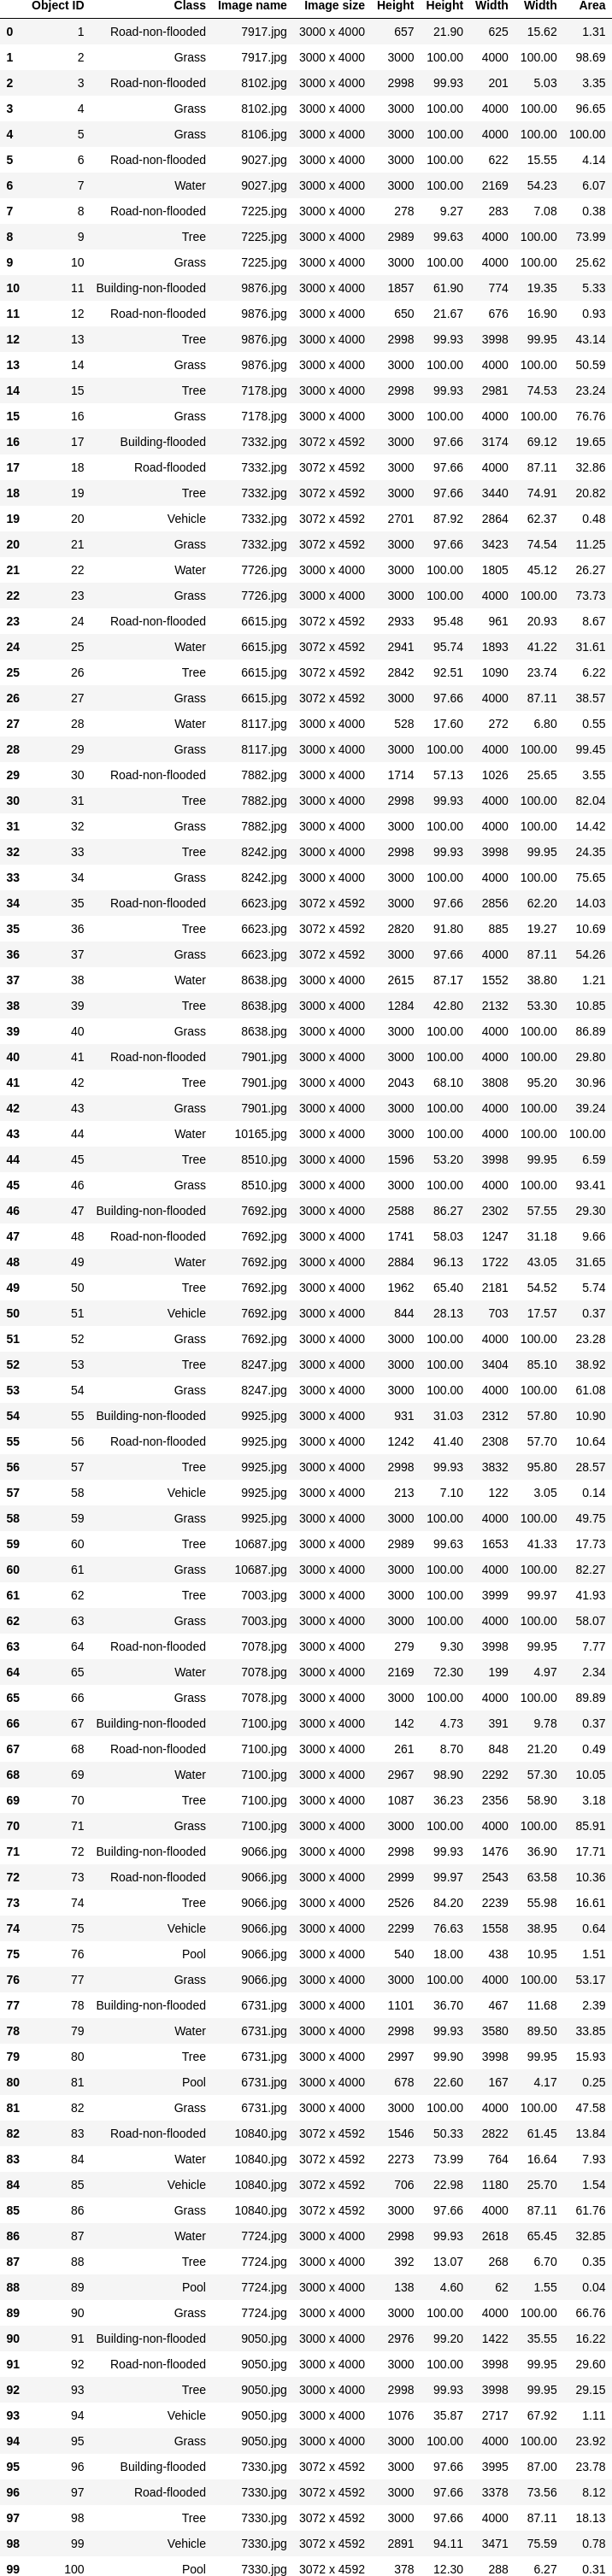 Object ID Class Image name Image size Height Height Width Width Area
0 1 Road-non-flooded 7917.jpg 3000 x 4000 657 21.90 625 15.62 1.31
1 2 Grass 7917.jpg 3000 x 4000 3000 100.00 4000 100.00 98.69
2 3 Road-non-flooded 8102.jpg 3000 x 4000 2998 99.93 201 5.03 3.35
3 4 Grass 8102.jpg 3000 x 4000 3000 100.00 4000 100.00 96.65
4 5 Grass 8106.jpg 3000 x 4000 3000 100.00 4000 100.00 100.00
5 6 Road-non-flooded 9027.jpg 3000 x 4000 3000 100.00 622 15.55 4.14
6 7 Water 9027.jpg 3000 x 4000 3000 100.00 2169 54.23 6.07
7 8 Road-non-flooded 7225.jpg 3000 x 4000 278 9.27 283 7.08 0.38
8 9 Tree 7225.jpg 3000 x 4000 2989 99.63 4000 100.00 73.99
9 10 Grass 7225.jpg 3000 x 4000 3000 100.00 4000 100.00 25.62
10 11 Building-non-flooded 9876.jpg 3000 x 4000 1857 61.90 774 19.35 5.33
11 12 Road-non-flooded 9876.jpg 3000 x 4000 650 21.67 676 16.90 0.93
12 13 Tree 9876.jpg 3000 x 4000 2998 99.93 3998 99.95 43.14
13 14 Grass 9876.jpg 3000 x 4000 3000 100.00 4000 100.00 50.59
14 15 Tree 7178.jpg 3000 x 4000 2998 99.93 2981 74.53 23.24
15 16 Grass 7178.jpg 3000 x 4000 3000 100.00 4000 100.00 76.76
16 17 Building-flooded 7332.jpg 3072 x 4592 3000 97.66 3174 69.12 19.65
17 18 Road-flooded 7332.jpg 3072 x 4592 3000 97.66 4000 87.11 32.86
18 19 Tree 7332.jpg 3072 x 4592 3000 97.66 3440 74.91 20.82
19 20 Vehicle 7332.jpg 3072 x 4592 2701 87.92 2864 62.37 0.48
20 21 Grass 7332.jpg 3072 x 4592 3000 97.66 3423 74.54 11.25
21 22 Water 7726.jpg 3000 x 4000 3000 100.00 1805 45.12 26.27
22 23 Grass 7726.jpg 3000 x 4000 3000 100.00 4000 100.00 73.73
23 24 Road-non-flooded 6615.jpg 3072 x 4592 2933 95.48 961 20.93 8.67
24 25 Water 6615.jpg 3072 x 4592 2941 95.74 1893 41.22 31.61
25 26 Tree 6615.jpg 3072 x 4592 2842 92.51 1090 23.74 6.22
26 27 Grass 6615.jpg 3072 x 4592 3000 97.66 4000 87.11 38.57
27 28 Water 8117.jpg 3000 x 4000 528 17.60 272 6.80 0.55
28 29 Grass 8117.jpg 3000 x 4000 3000 100.00 4000 100.00 99.45
29 30 Road-non-flooded 7882.jpg 3000 x 4000 1714 57.13 1026 25.65 3.55
30 31 Tree 7882.jpg 3000 x 4000 2998 99.93 4000 100.00 82.04
31 32 Grass 7882.jpg 3000 x 4000 3000 100.00 4000 100.00 14.42
32 33 Tree 8242.jpg 3000 x 4000 2998 99.93 3998 99.95 24.35
33 34 Grass 8242.jpg 3000 x 4000 3000 100.00 4000 100.00 75.65
34 35 Road-non-flooded 6623.jpg 3072 x 4592 3000 97.66 2856 62.20 14.03
35 36 Tree 6623.jpg 3072 x 4592 2820 91.80 885 19.27 10.69
36 37 Grass 6623.jpg 3072 x 4592 3000 97.66 4000 87.11 54.26
37 38 Water 8638.jpg 3000 x 4000 2615 87.17 1552 38.80 1.21
38 39 Tree 8638.jpg 3000 x 4000 1284 42.80 2132 53.30 10.85
39 40 Grass 8638.jpg 3000 x 4000 3000 100.00 4000 100.00 86.89
40 41 Road-non-flooded 7901.jpg 3000 x 4000 3000 100.00 4000 100.00 29.80
41 42 Tree 7901.jpg 3000 x 4000 2043 68.10 3808 95.20 30.96
42 43 Grass 7901.jpg 3000 x 4000 3000 100.00 4000 100.00 39.24
43 44 Water 10165.jpg 3000 x 4000 3000 100.00 4000 100.00 100.00
44 45 Tree 8510.jpg 3000 x 4000 1596 53.20 3998 99.95 6.59
45 46 Grass 8510.jpg 3000 x 4000 3000 100.00 4000 100.00 93.41
46 47 Building-non-flooded 7692.jpg 3000 x 4000 2588 86.27 2302 57.55 29.30
47 48 Road-non-flooded 7692.jpg 3000 x 4000 1741 58.03 1247 31.18 9.66
48 49 Water 7692.jpg 3000 x 4000 2884 96.13 1722 43.05 31.65
49 50 Tree 7692.jpg 3000 x 4000 1962 65.40 2181 54.52 5.74
50 51 Vehicle 7692.jpg 3000 x 4000 844 28.13 703 17.57 0.37
51 52 Grass 7692.jpg 3000 x 4000 3000 100.00 4000 100.00 23.28
52 53 Tree 8247.jpg 3000 x 4000 3000 100.00 3404 85.10 38.92
53 54 Grass 8247.jpg 3000 x 4000 3000 100.00 4000 100.00 61.08
54 55 Building-non-flooded 9925.jpg 3000 x 4000 931 31.03 2312 57.80 10.90
55 56 Road-non-flooded 9925.jpg 3000 x 4000 1242 41.40 2308 57.70 10.64
56 57 Tree 9925.jpg 3000 x 4000 2998 99.93 3832 95.80 28.57
57 58 Vehicle 9925.jpg 3000 x 4000 213 7.10 122 3.05 0.14
58 59 Grass 9925.jpg 3000 x 4000 3000 100.00 4000 100.00 49.75
59 60 Tree 10687.jpg 3000 x 4000 2989 99.63 1653 41.33 17.73
60 61 Grass 10687.jpg 3000 x 4000 3000 100.00 4000 100.00 82.27
61 62 Tree 7003.jpg 3000 x 4000 3000 100.00 3999 99.97 41.93
62 63 Grass 7003.jpg 3000 x 4000 3000 100.00 4000 100.00 58.07
63 64 Road-non-flooded 7078.jpg 3000 x 4000 279 9.30 3998 99.95 7.77
64 65 Water 7078.jpg 3000 x 4000 2169 72.30 199 4.97 2.34
65 66 Grass 7078.jpg 3000 x 4000 3000 100.00 4000 100.00 89.89
66 67 Building-non-flooded 7100.jpg 3000 x 4000 142 4.73 391 9.78 0.37
67 68 Road-non-flooded 7100.jpg 3000 x 4000 261 8.70 848 21.20 0.49
68 69 Water 7100.jpg 3000 x 4000 2967 98.90 2292 57.30 10.05
69 70 Tree 7100.jpg 3000 x 4000 1087 36.23 2356 58.90 3.18
70 71 Grass 7100.jpg 3000 x 4000 3000 100.00 4000 100.00 85.91
71 72 Building-non-flooded 9066.jpg 3000 x 4000 2998 99.93 1476 36.90 17.71
72 73 Road-non-flooded 9066.jpg 3000 x 4000 2999 99.97 2543 63.58 10.36
73 74 Tree 9066.jpg 3000 x 4000 2526 84.20 2239 55.98 16.61
74 75 Vehicle 9066.jpg 3000 x 4000 2299 76.63 1558 38.95 0.64
75 76 Pool 9066.jpg 3000 x 4000 540 18.00 438 10.95 1.51
76 77 Grass 9066.jpg 3000 x 4000 3000 100.00 4000 100.00 53.17
77 78 Building-non-flooded 6731.jpg 3000 x 4000 1101 36.70 467 11.68 2.39
78 79 Water 6731.jpg 3000 x 4000 2998 99.93 3580 89.50 33.85
79 80 Tree 6731.jpg 3000 x 4000 2997 99.90 3998 99.95 15.93
80 81 Pool 6731.jpg 3000 x 4000 678 22.60 167 4.17 0.25
81 82 Grass 6731.jpg 3000 x 4000 3000 100.00 4000 100.00 47.58
82 83 Road-non-flooded 10840.jpg 3072 x 4592 1546 50.33 2822 61.45 13.84
83 84 Water 10840.jpg 3072 x 4592 2273 73.99 764 16.64 7.93
84 85 Vehicle 10840.jpg 3072 x 4592 706 22.98 1180 25.70 1.54
85 86 Grass 10840.jpg 3072 x 4592 3000 97.66 4000 87.11 61.76
86 87 Water 7724.jpg 3000 x 4000 2998 99.93 2618 65.45 32.85
87 88 Tree 7724.jpg 3000 x 4000 392 13.07 268 6.70 0.35
88 89 Pool 7724.jpg 3000 x 4000 138 4.60 62 1.55 0.04
89 90 Grass 7724.jpg 3000 x 4000 3000 100.00 4000 100.00 66.76
90 91 Building-non-flooded 9050.jpg 3000 x 4000 2976 99.20 1422 35.55 16.22
91 92 Road-non-flooded 9050.jpg 3000 x 4000 3000 100.00 3998 99.95 29.60
92 93 Tree 9050.jpg 3000 x 4000 2998 99.93 3998 99.95 29.15
93 94 Vehicle 9050.jpg 3000 x 4000 1076 35.87 2717 67.92 1.11
94 95 Grass 9050.jpg 3000 x 4000 3000 100.00 4000 100.00 23.92
95 96 Building-flooded 7330.jpg 3072 x 4592 3000 97.66 3995 87.00 23.78
96 97 Road-flooded 7330.jpg 3072 x 4592 3000 97.66 3378 73.56 8.12
97 98 Tree 7330.jpg 3072 x 4592 3000 97.66 4000 87.11 18.13
98 99 Vehicle 7330.jpg 3072 x 4592 2891 94.11 3471 75.59 0.78
99 100 Pool 7330.jpg 3072 x 4592 378 12.30 288 6.27 0.31